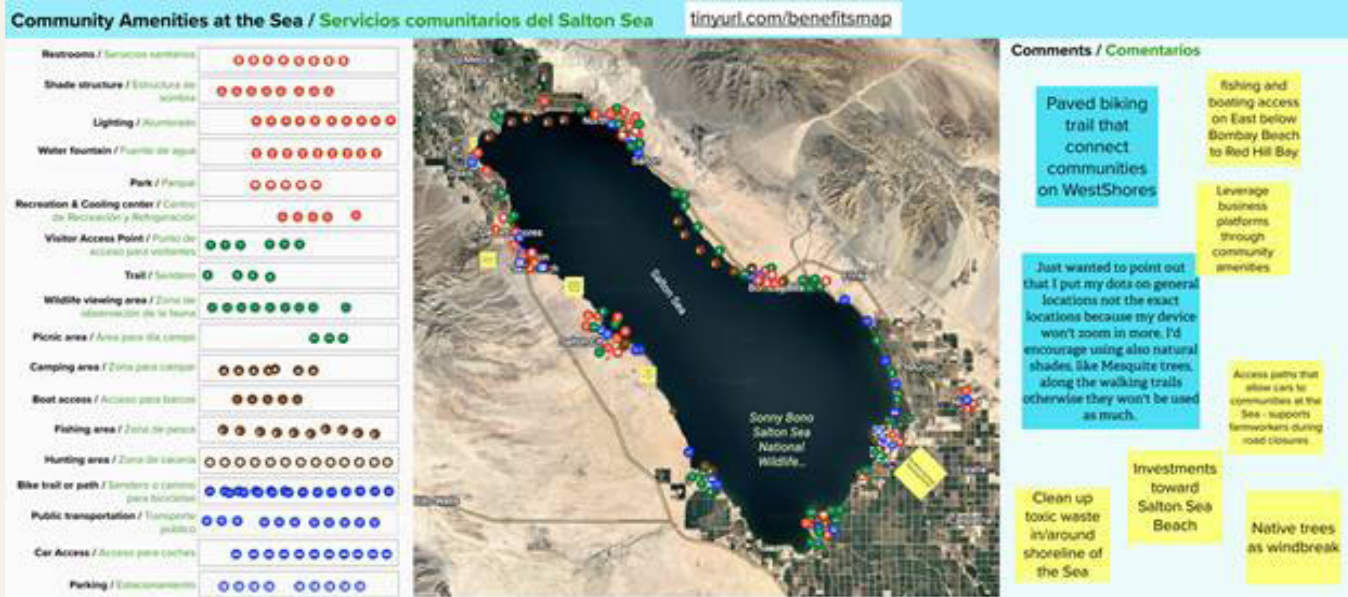 Community Amenities at the Sea / Servicios comunitarios del Salton Sea
tinyurl.com/benefitsmap
Restrooms / Servicios sanitarios
Shade structure / Estructura de
sombra
Lighting / Alumbrado
Water fountain / Fuente de agua
Park / Parque
Recreation & Cooling center / Centro
de Recreación y Refrigeración
Visitor Access Point / Punto de
acceso para visitantes
Trail / Sendero
Wildlife viewing area / Zona de
observación de la fauna
Picnic area / Área para día campo
Camping area / Zona para campar
Boat access / Acceso para barcos
Fishing area / Zona de pesca
Hunting area / Zona de cacería
Bike trail or path / Sendero o camino
para bicicletas
Public transportation / Transporte
público
Car Access / Acceso para coches
Parking / Estacionamiento
Mecca
Salton Sea
Sonny Bono
Salton Sea
National
Wildlife...
Comments / Comentarios
Paved biking
trail that
connect
communities
on WestShores
fishing and
boating access
on East below
Bombay Beach
to Red Hill Bay
Leverage
business
platforms
through
community
amenities
Just wanted to point out
that I put my dots on general
locations not the exact
locations because my device
won't zoom in more. I'd
encourage using also natural
shades, like Mesquite trees,
along the walking trails
otherwise they won't be used
as much.
Access paths that
allow cars to
communities at the
Sea - supports
farmworkers during
road closures
Investments
toward
Salton Sea
Beach
Clean up
toxic waste
in/around
shoreline of
the Sea
Native trees
as windbreak